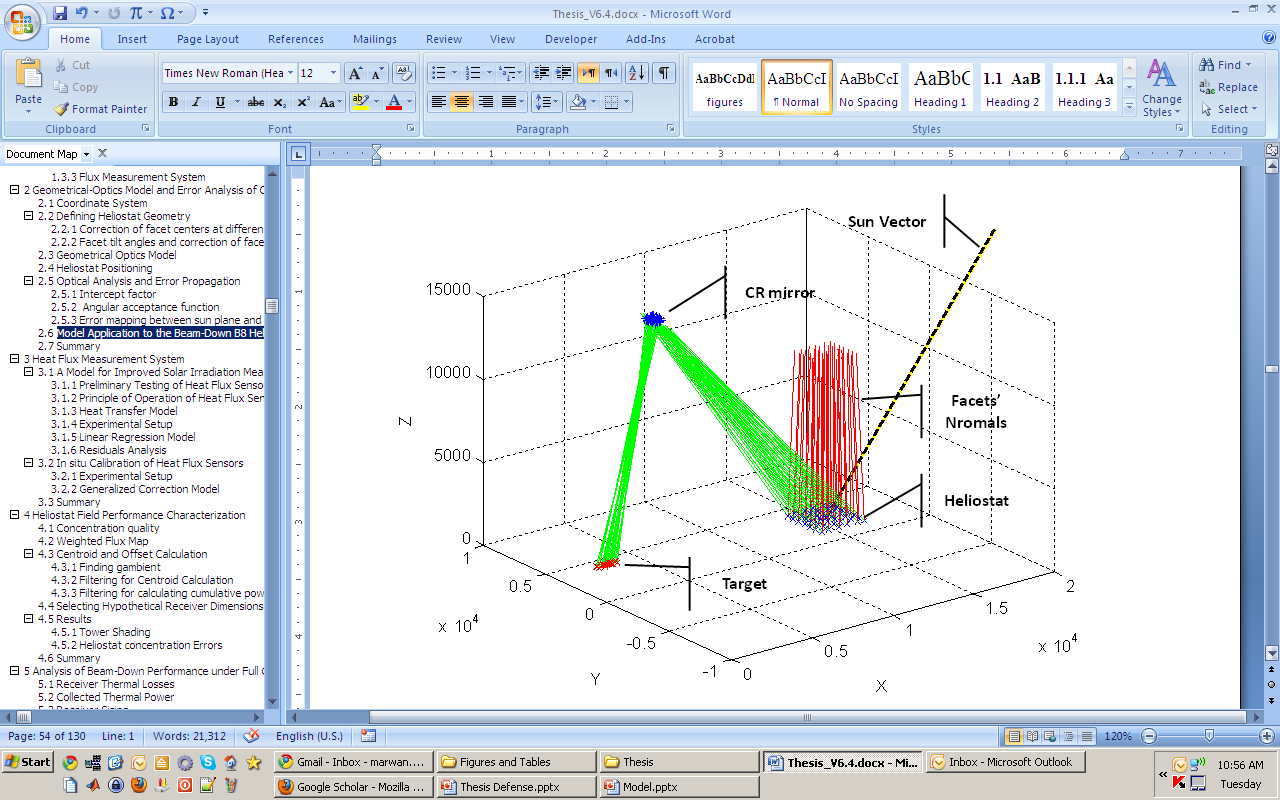 Thesis_V6.4.docx - Microsoft Word
Home Insert Page Layout References Mailings Review View Developer Add-Ins Acrobat
Paste
Cut
Copy
Format Painter
Clipboard
Times New Roman (Hea 12
Font
Paragraph
AaBbCcDd AaBbCcI AaBbCcI AaBbC 1.1 AaB 1.1.1 Aa
figures ¶ Normal No Spacing Heading 1 Heading 2 Heading 3
Change
Styles
Styles
Find
Replace
Select
Editing
Document Map
1.3.3 Flux Measurement System
2 Geometrical-Optics Model and Error Analysis of C
2.1 Coordinate System
2.2 Defining Heliostat Geometry
2.2.1 Correction of facet centers at differen
2.2.2 Facet tilt angles and correction of face
2.3 Geometrical Optics Model
2.4 Heliostat Positioning
2.5 Optical Analysis and Error Propagation
2.5.1 Intercept factor
2.5.2 Angular acceptance function
2.5.3 Error mapping between sun plane and
2.6 Model Application to the Beam-Down B8 Hel
2.7 Summary
3 Heat Flux Measurement System
3.1 A Model for Improved Solar Irradiation Mea
3.1.1 Preliminary Testing of Heat Flux Senso
3.1.2 Principle of Operation of Heat Flux Sen
3.1.3 Heat Transfer Model
3.1.4 Experimental Setup
3.1.5 Linear Regression Model
3.1.6 Residuals Analysis
3.2 In situ Calibration of Heat Flux Sensors
3.2.1 Experimental Setup
3.2.2 Generalized Correction Model
3.3 Summary
4 Heliostat Field Performance Characterization
4.1 Concentration quality
4.2 Weighted Flux Map
4.3 Centroid and Offset Calculation
4.3.1 Finding gambient
4.3.2 Filtering for Centroid Calculation
4.3.3 Filtering for calculating cumulative pow
4.4 Selecting Hypothetical Receiver Dimensions
4.5 Results
4.5.1 Tower Shading
4.5.2 Heliostat concentration Errors
4.6 Summary
5 Analysis of Beam-Down Performance under Full C
5.1 Receiver Thermal Losses
5.2 Collected Thermal Power
5.3 Receiver Sizing
1 1 2 3 4 5 6 7
1
2
3
4
Sun Vector
CR mirror
Facets'
Nromals
Heliostat
Target
15000
10000
5000
0
Z
1
0.5
0
-0.5
-1
x 10⁴
Y
0
0.5
1
1.5
2
x 10⁴
X
Page: 54 of 130 Line: 1 Words: 21,312 English (U.S.) 120%
Start
Gmail - Inbox - marwan....
Figures and Tables
Thesis
Thesis_V6.4.docx - Mi...
Inbox - Microsoft Outlook
Google Scholar - Mozilla ...
Thesis Defense.pptx
Model.pptx
10:56 AM
Tuesday